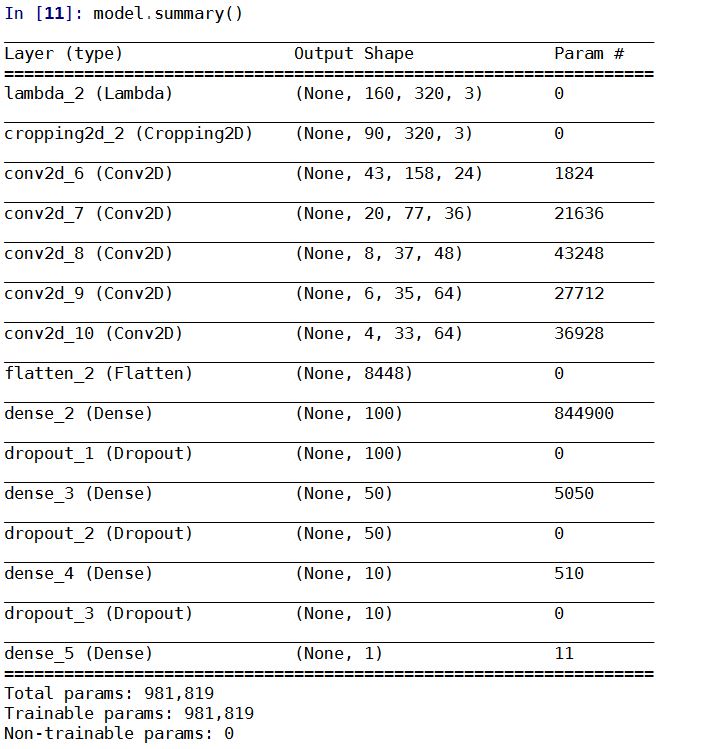 In [11]: model.summary()
Layer (type) Output Shape Param #
lambda_2 (Lambda) (None, 160, 320, 3) 0
cropping2d_2 (Cropping2D) (None, 90, 320, 3) 0
conv2d_6 (Conv2D) (None, 43, 158, 24) 1824
conv2d_7 (Conv2D) (None, 20, 77, 36) 21636
conv2d_8 (Conv2D) (None, 8, 37, 48) 43248
conv2d_9 (Conv2D) (None, 6, 35, 64) 27712
conv2d_10 (Conv2D) (None, 4, 33, 64) 36928
flatten_2 (Flatten) (None, 8448) 0
dense_2 (Dense) (None, 100) 844900
dropout_1 (Dropout) (None, 100) 0
dense_3 (Dense) (None, 50) 5050
dropout_2 (Dropout) (None, 50) 0
dense_4 (Dense) (None, 10) 510
dropout_3 (Dropout) (None, 10) 0
dense_5 (Dense) (None, 1) 11
Total params: 981,819
Trainable params: 981,819
Non-trainable params: 0